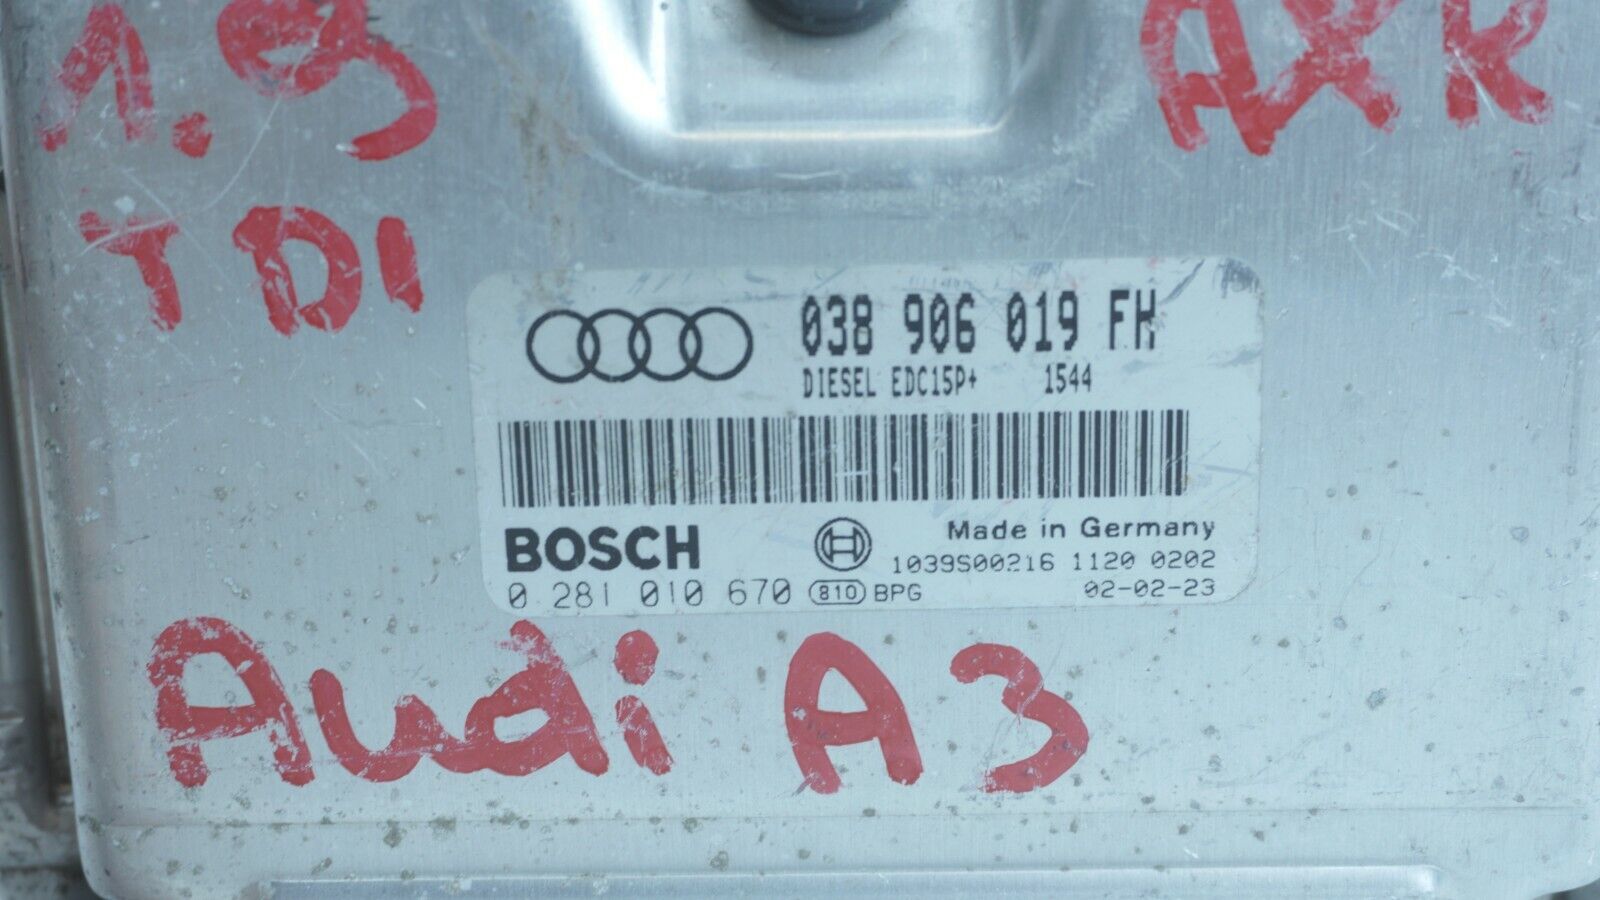 1.9
AXR
TDI
038 906 019 FH
DIESEL EDC15P+ 1544
BOSCH
Made in Germany
1039S00216 1120 0202
0 281 010 670 810 BPG
02-02-23
Audi A3